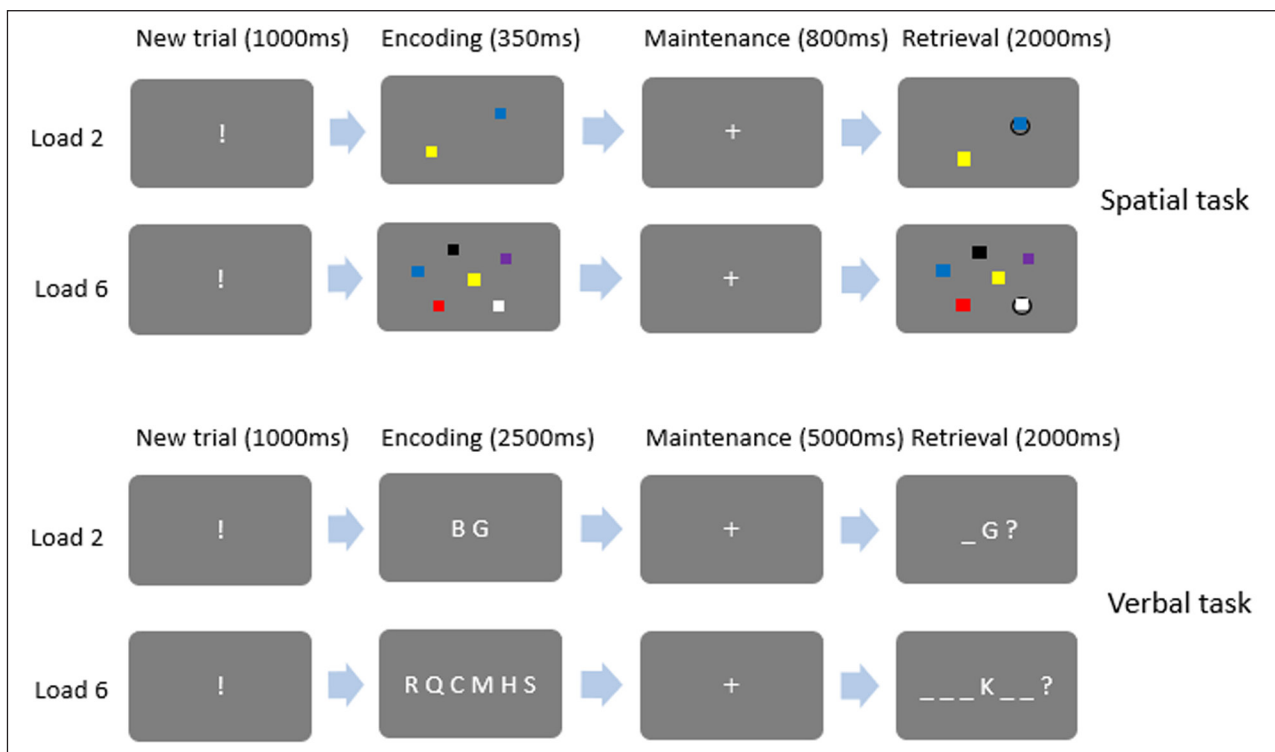 New trial (1000ms) Encoding (350ms) Maintenance (800ms) Retrieval (2000ms)
Load 2 ! +
Spatial task
Load 6 ! +
New trial (1000ms) Encoding (2500ms) Maintenance (5000ms) Retrieval (2000ms)
Load 2 ! B G + _ G ?
Verbal task
Load 6 ! R Q C M H S + _ _ _ K _ _ ?